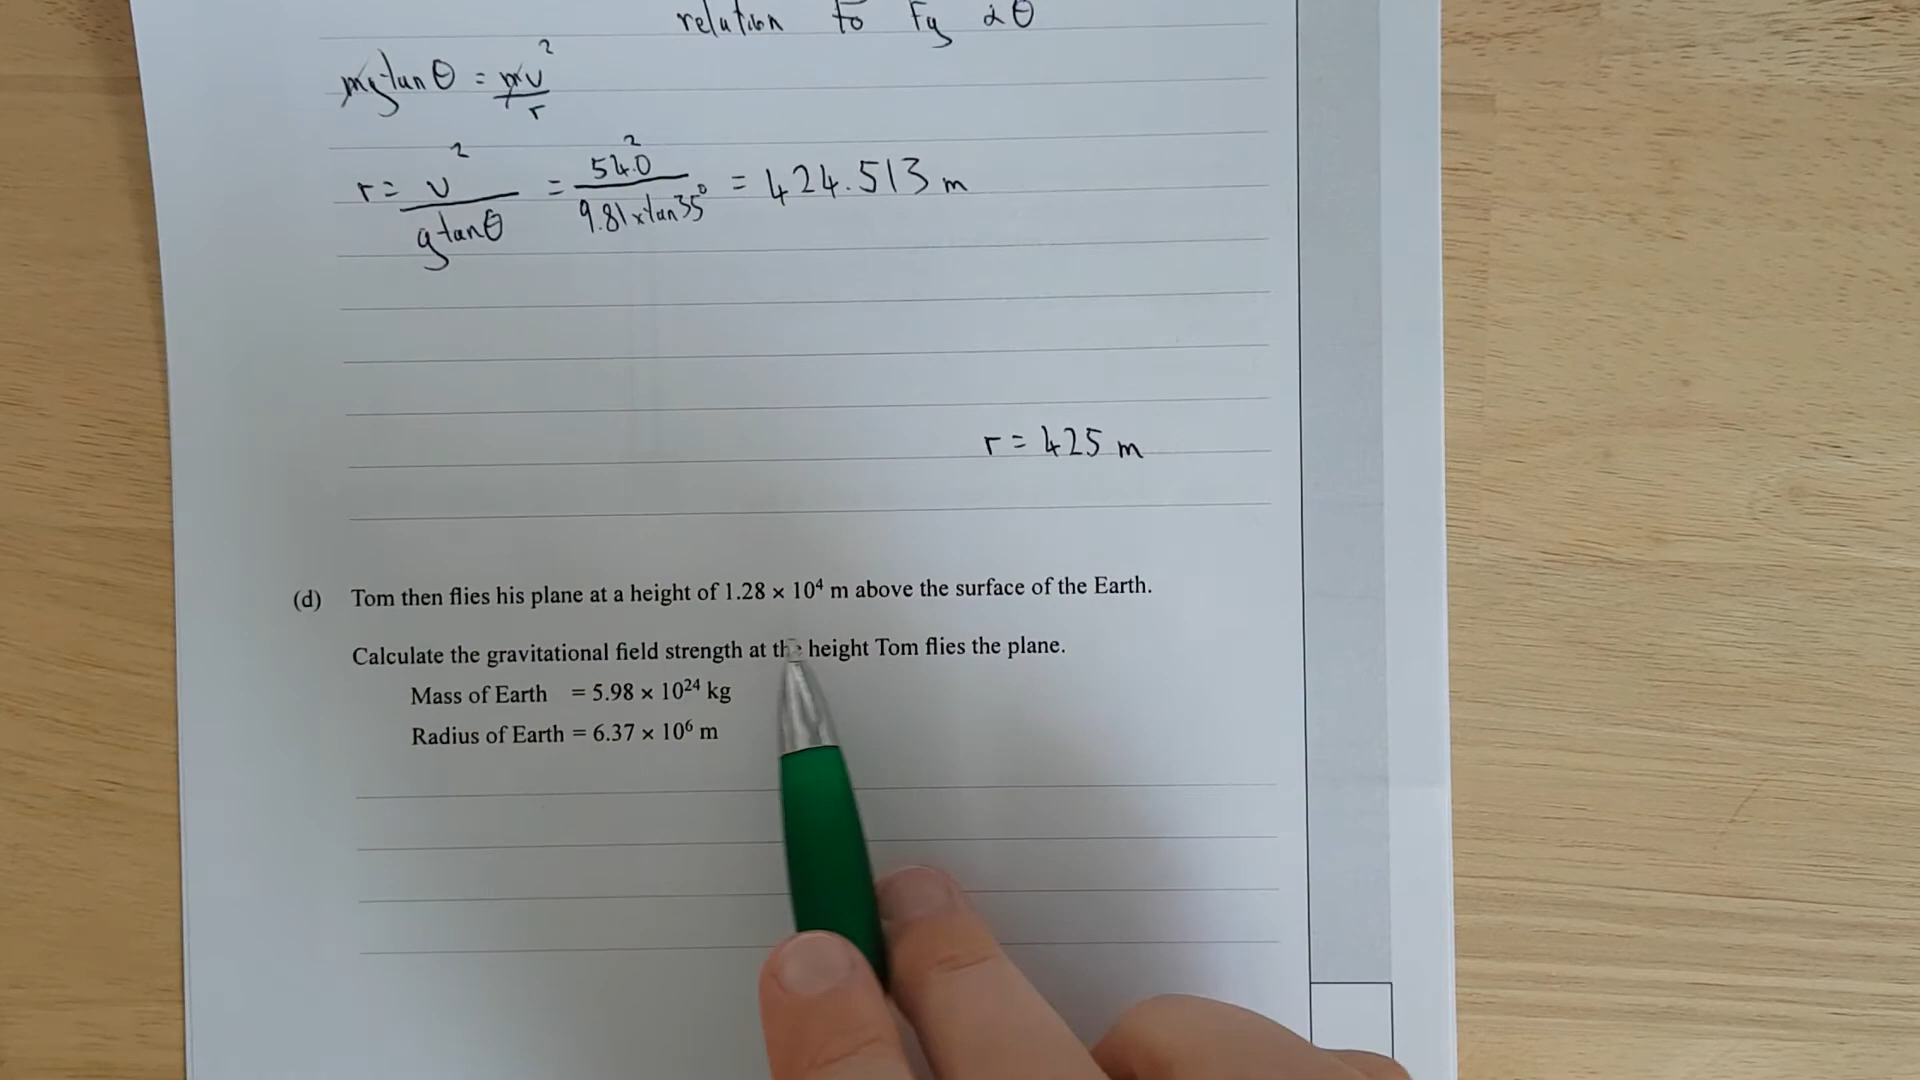 relution to Fg & θ
mg tan θ = mv²/r
r = v²/g tan θ = 54.0²/9.81 x tan 35° = 424.513 m
r = 425 m
(d) Tom then flies his plane at a height of 1.28 × 10⁴ m above the surface of the Earth.
Calculate the gravitational field strength at the height Tom flies the plane.
Mass of Earth = 5.98 × 10²⁴ kg
Radius of Earth = 6.37 × 10⁶ m